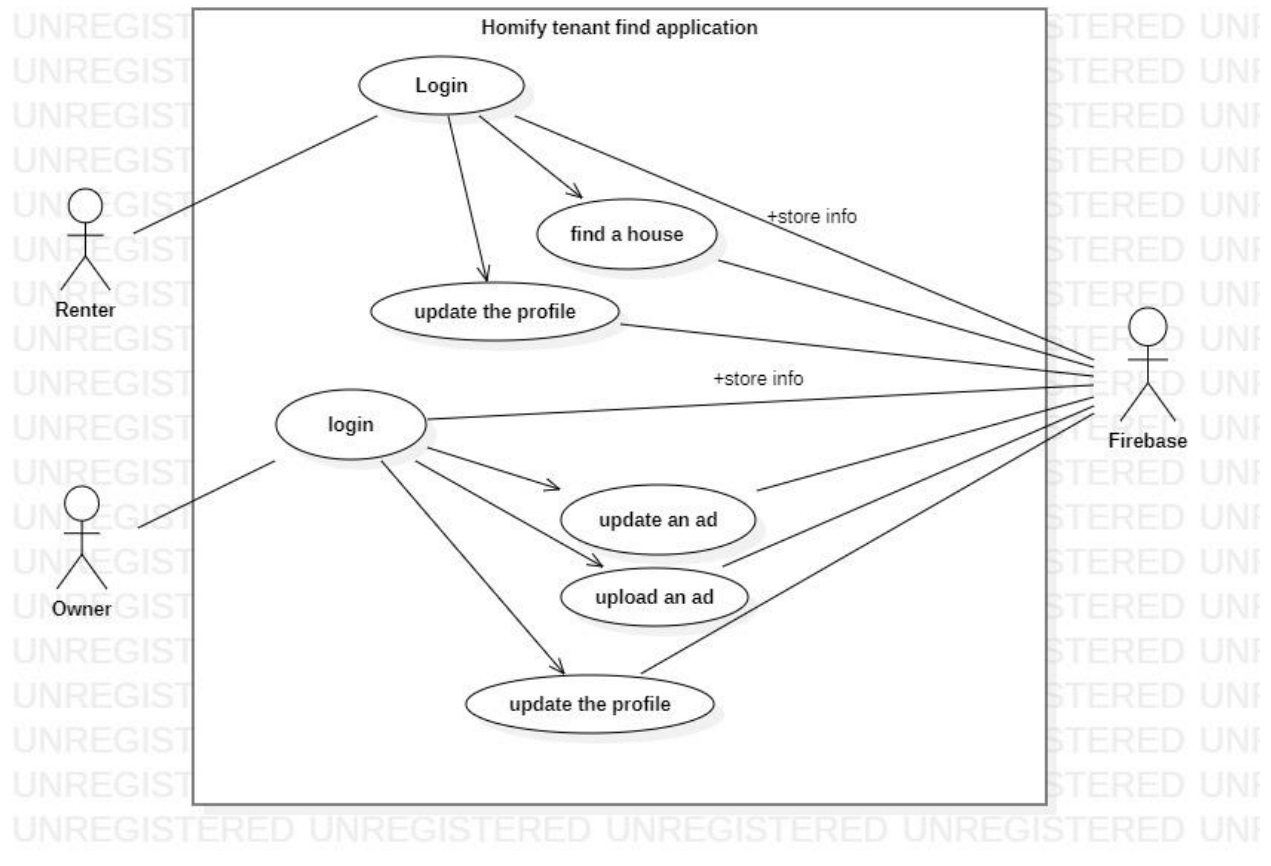 Homify tenant find application
Login
+store info
find a house
Renter
update the profile
+store info
login
Firebase
update an ad
upload an ad
Owner
update the profile
UNREGISTERED UNREGISTERED UNREGISTERED UNREGISTERED UNR